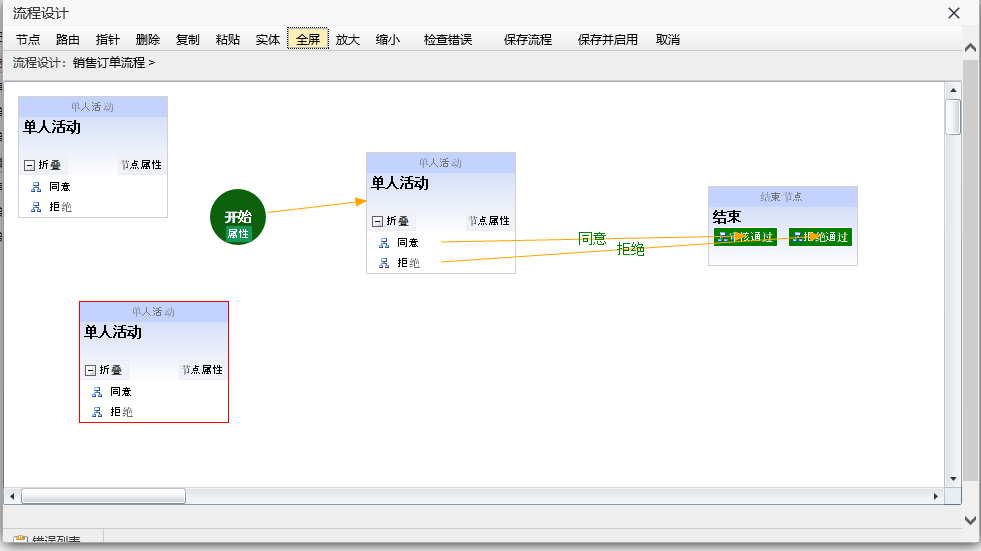 流程设计
节点 路由 指针 删除 复制 粘贴 实体 全屏 放大 缩小 检查错误 保存流程 保存并启用 取消
流程设计: 销售订单流程 >
单人活动
单人活动
折叠 节点属性
同意
拒绝
开始
属性
单人活动
单人活动
折叠 节点属性
同意
拒绝
同意
拒绝
结束 节点
结束
审核通过 拒绝通过
单人活动
单人活动
折叠 节点属性
同意
拒绝
错误列表